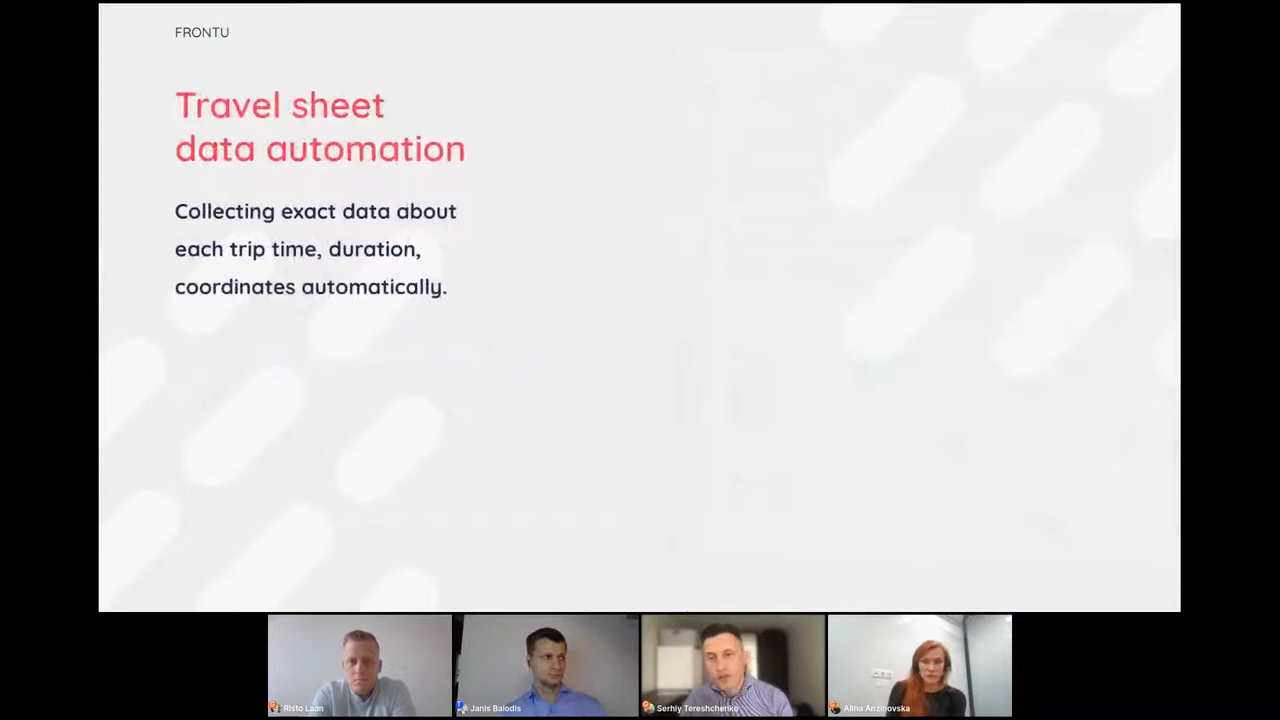 FRONTU
Travel sheet
data automation
Collecting exact data about
each trip time, duration,
coordinates automatically.
Risto Laan
Janis Balodis
Serhiy Tereshchenko
Alina Anzinovska